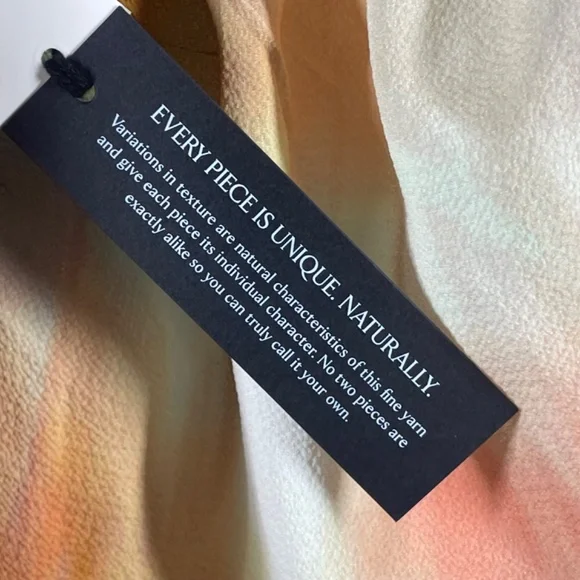 EVERY PIECE IS UNIQUE. NATURALLY.
Variations in texture are natural characteristics of this fine yarn
and give each piece its individual character. No two pieces are
exactly alike so you can truly call it your own.